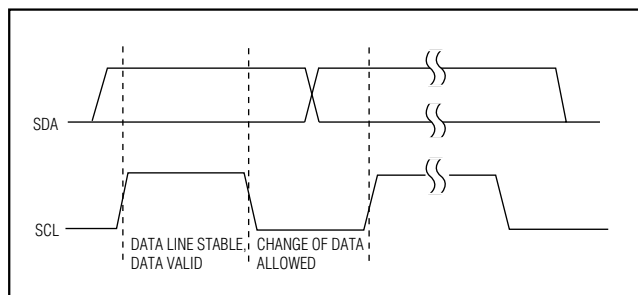 SDA
SCL
DATA LINE STABLE,
DATA VALID
CHANGE OF DATA
ALLOWED